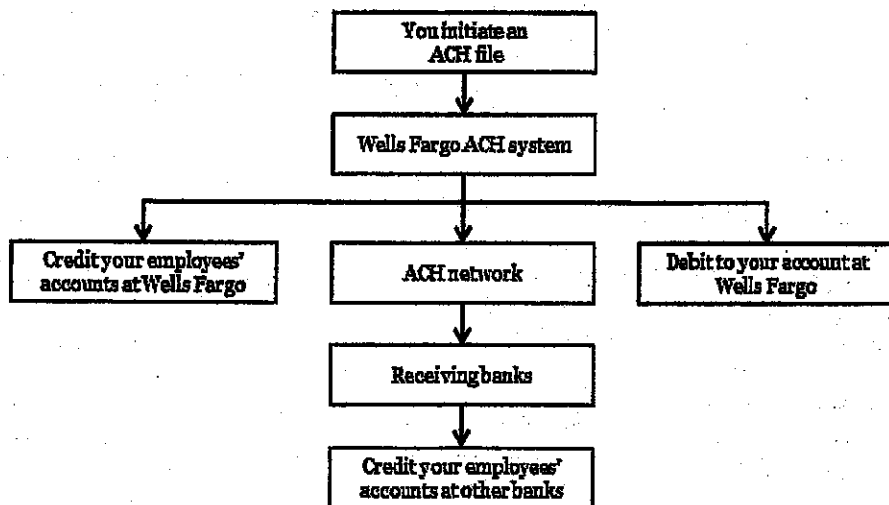 You initiate an
ACH file
Wells Fargo ACH system
Credit your employees’
accounts at Wells Fargo
ACH network
Debit to your account at
Wells Fargo
Receiving banks
Credit your employees’
accounts at other banks